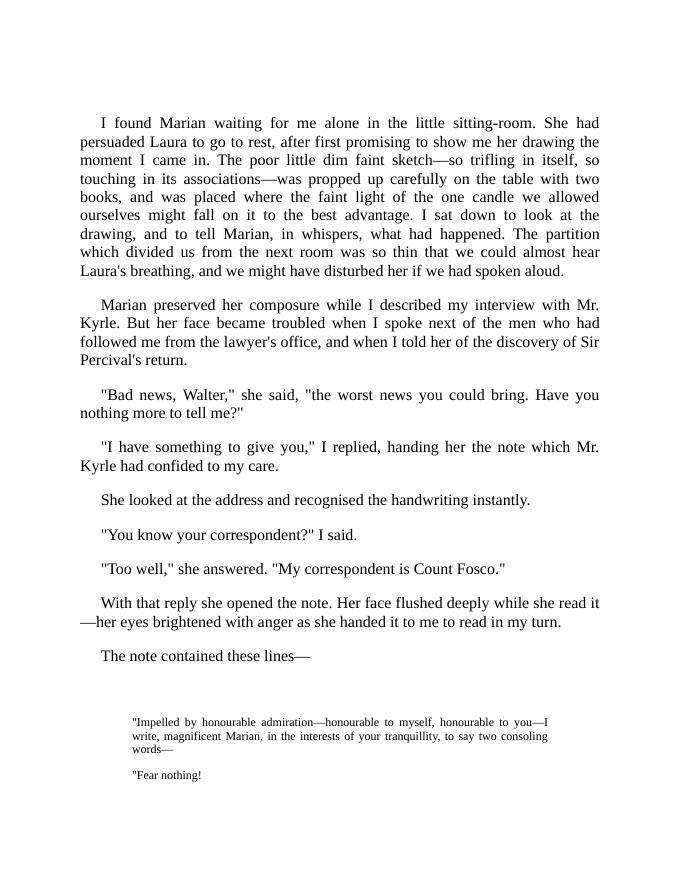 I found Marian waiting for me alone in the little sitting-room. She had
persuaded Laura to go to rest, after first promising to show me her drawing the
moment I came in. The poor little dim faint sketch—so trifling in itself, so
touching in its associations—was propped up carefully on the table with two
books, and was placed where the faint light of the one candle we allowed
ourselves might fall on it to the best advantage. I sat down to look at the
drawing, and to tell Marian, in whispers, what had happened. The partition
which divided us from the next room was so thin that we could almost hear
Laura's breathing, and we might have disturbed her if we had spoken aloud.
Marian preserved her composure while I described my interview with Mr.
Kyrle. But her face became troubled when I spoke next of the men who had
followed me from the lawyer's office, and when I told her of the discovery of Sir
Percival's return.
"Bad news, Walter," she said, "the worst news you could bring. Have you
nothing more to tell me?"
"I have something to give you," I replied, handing her the note which Mr.
Kyrle had confided to my care.
She looked at the address and recognised the handwriting instantly.
"You know your correspondent?" I said.
"Too well," she answered. "My correspondent is Count Fosco."
With that reply she opened the note. Her face flushed deeply while she read it
—her eyes brightened with anger as she handed it to me to read in my turn.
The note contained these lines—
"Impelled by honourable admiration—honourable to myself, honourable to you—I
write, magnificent Marian, in the interests of your tranquillity, to say two consoling
words—
"Fear nothing!